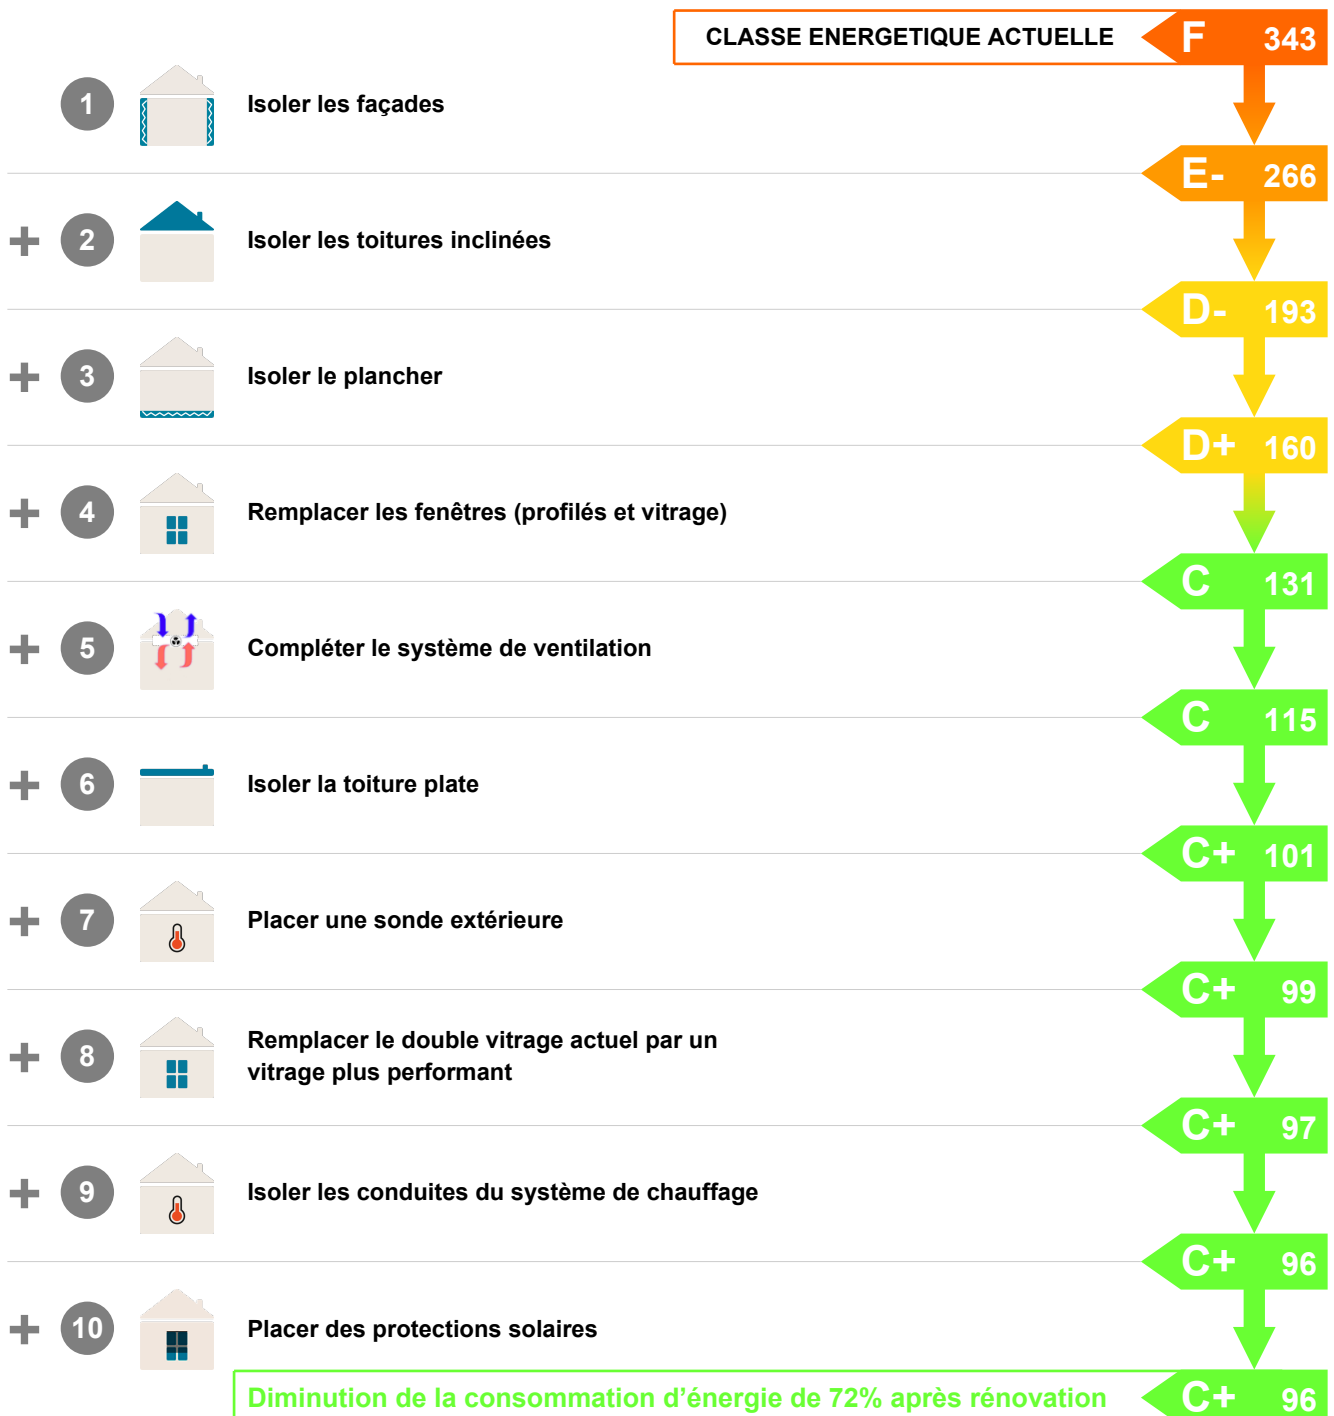 CLASSE ENERGETIQUE ACTUELLE F 343
1 Isoler les façades
E- 266
+ 2 Isoler les toitures inclinées
D- 193
+ 3 Isoler le plancher
D+ 160
+ 4 Remplacer les fenêtres (profilés et vitrage)
C 131
+ 5 Compléter le système de ventilation
C 115
+ 6 Isoler la toiture plate
C+ 101
+ 7 Placer une sonde extérieure
C+ 99
+ 8 Remplacer le double vitrage actuel par un
vitrage plus performant
C+ 97
+ 9 Isoler les conduites du système de chauffage
C+ 96
+ 10 Placer des protections solaires
Diminution de la consommation d’énergie de 72% après rénovation C+ 96